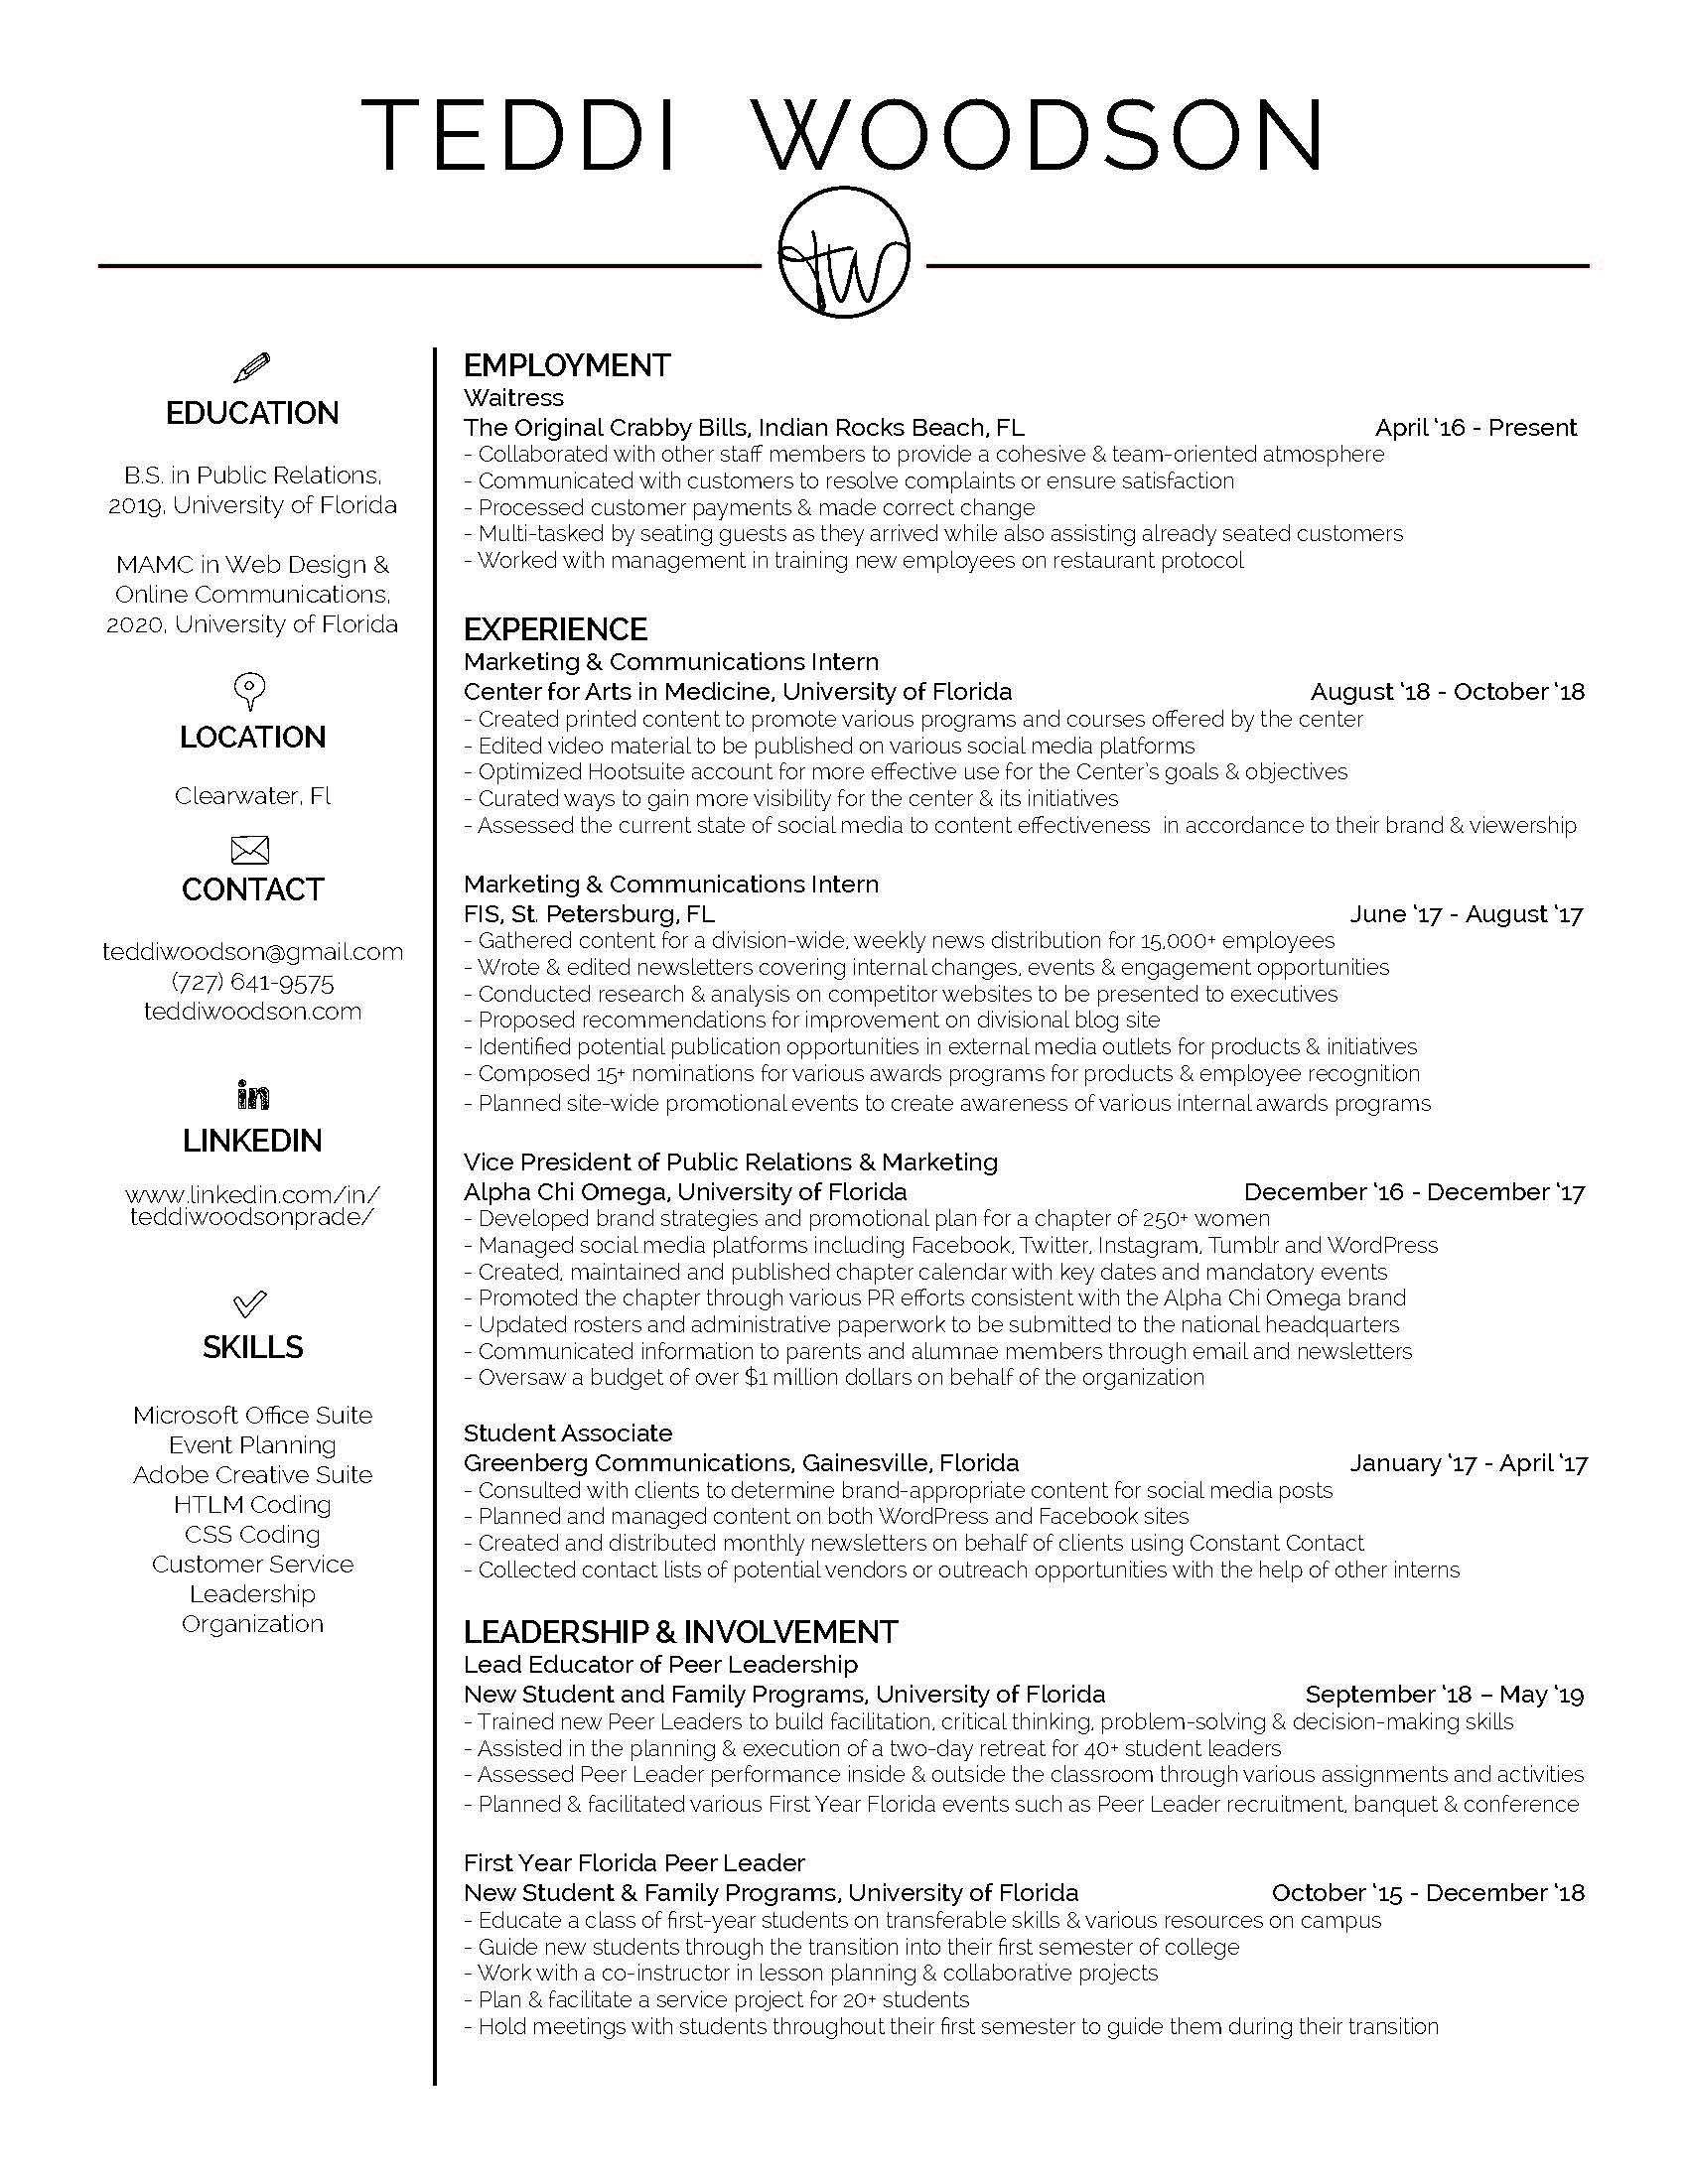 TEDDI WOODSON
TW
EDUCATION
B.S. in Public Relations,
2019, University of Florida
MAMC in Web Design &
Online Communications,
2020, University of Florida
LOCATION
Clearwater, Fl
CONTACT
teddiwoodson@gmail.com
(727) 641-9575
teddiwoodson.com
in
LINKEDIN
www.linkedin.com/in/
teddiwoodsonprade/
SKILLS
Microsoft Office Suite
Event Planning
Adobe Creative Suite
HTLM Coding
CSS Coding
Customer Service
Leadership
Organization
EMPLOYMENT
Waitress
The Original Crabby Bills, Indian Rocks Beach, FL April ‘16 - Present
- Collaborated with other staff members to provide a cohesive & team-oriented atmosphere
- Communicated with customers to resolve complaints or ensure satisfaction
- Processed customer payments & made correct change
- Multi-tasked by seating guests as they arrived while also assisting already seated customers
- Worked with management in training new employees on restaurant protocol
EXPERIENCE
Marketing & Communications Intern
Center for Arts in Medicine, University of Florida August ‘18 - October ‘18
- Created printed content to promote various programs and courses offered by the center
- Edited video material to be published on various social media platforms
- Optimized Hootsuite account for more effective use for the Center's goals & objectives
- Curated ways to gain more visibility for the center & its initiatives
- Assessed the current state of social media to content effectiveness in accordance to their brand & viewership
Marketing & Communications Intern
FIS, St. Petersburg, FL June ‘17 - August ‘17
- Gathered content for a division-wide, weekly news distribution for 15,000+ employees
- Wrote & edited newsletters covering internal changes, events & engagement opportunities
- Conducted research & analysis on competitor websites to be presented to executives
- Proposed recommendations for improvement on divisional blog site
- Identified potential publication opportunities in external media outlets for products & initiatives
- Composed 15+ nominations for various awards programs for products & employee recognition
- Planned site-wide promotional events to create awareness of various internal awards programs
Vice President of Public Relations & Marketing
Alpha Chi Omega, University of Florida December ‘16 - December ‘17
- Developed brand strategies and promotional plan for a chapter of 250+ women
- Managed social media platforms including Facebook, Twitter, Instagram, Tumblr and WordPress
- Created, maintained and published chapter calendar with key dates and mandatory events
- Promoted the chapter through various PR efforts consistent with the Alpha Chi Omega brand
- Updated rosters and administrative paperwork to be submitted to the national headquarters
- Communicated information to parents and alumnae members through email and newsletters
- Oversaw a budget of over $1 million dollars on behalf of the organization
Student Associate
Greenberg Communications, Gainesville, Florida January ‘17 - April ‘17
- Consulted with clients to determine brand-appropriate content for social media posts
- Planned and managed content on both WordPress and Facebook sites
- Created and distributed monthly newsletters on behalf of clients using Constant Contact
- Collected contact lists of potential vendors or outreach opportunities with the help of other interns
LEADERSHIP & INVOLVEMENT
Lead Educator of Peer Leadership
New Student and Family Programs, University of Florida September ‘18 – May ‘19
- Trained new Peer Leaders to build facilitation, critical thinking, problem-solving & decision-making skills
- Assisted in the planning & execution of a two-day retreat for 40+ student leaders
- Assessed Peer Leader performance inside & outside the classroom through various assignments and activities
- Planned & facilitated various First Year Florida events such as Peer Leader recruitment, banquet & conference
First Year Florida Peer Leader
New Student & Family Programs, University of Florida October ‘15 - December ‘18
- Educate a class of first-year students on transferable skills & various resources on campus
- Guide new students through the transition into their first semester of college
- Work with a co-instructor in lesson planning & collaborative projects
- Plan & facilitate a service project for 20+ students
- Hold meetings with students throughout their first semester to guide them during their transition